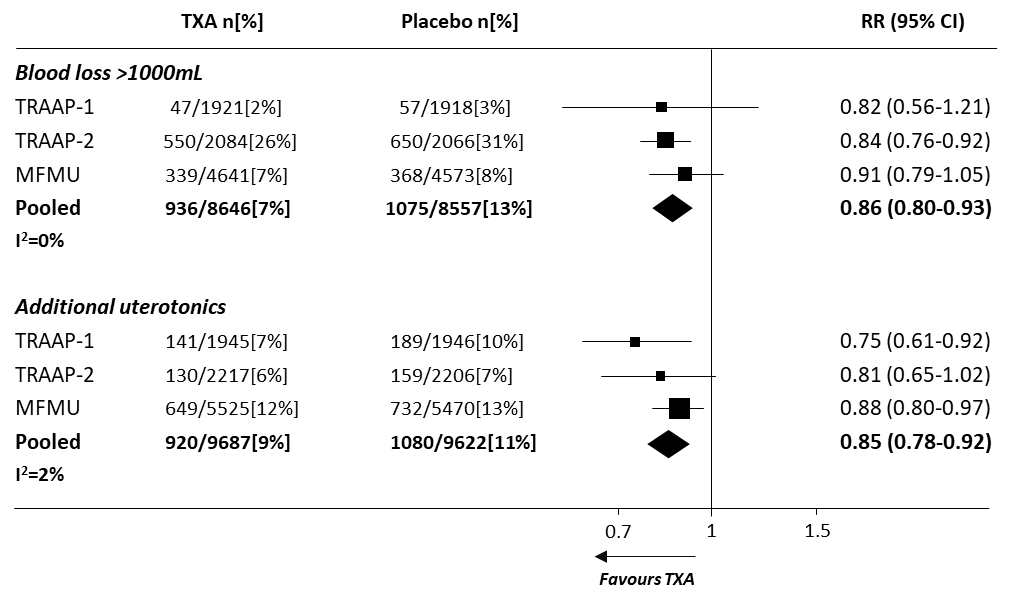 TXA n[%] Placebo n[%] RR (95% CI)
Blood loss >1000mL
TRAAP-1 47/1921[2%] 57/1918[3%] 0.82 (0.56-1.21)
TRAAP-2 550/2084[26%] 650/2066[31%] 0.84 (0.76-0.92)
MFMU 339/4641[7%] 368/4573[8%] 0.91 (0.79-1.05)
Pooled 936/8646[7%] 1075/8557[13%] 0.86 (0.80-0.93)
I²=0%
Additional uterotonics
TRAAP-1 141/1945[7%] 189/1946[10%] 0.75 (0.61-0.92)
TRAAP-2 130/2217[6%] 159/2206[7%] 0.81 (0.65-1.02)
MFMU 649/5525[12%] 732/5470[13%] 0.88 (0.80-0.97)
Pooled 920/9687[9%] 1080/9622[11%] 0.85 (0.78-0.92)
I²=2%
0.7 1 1.5
Favours TXA